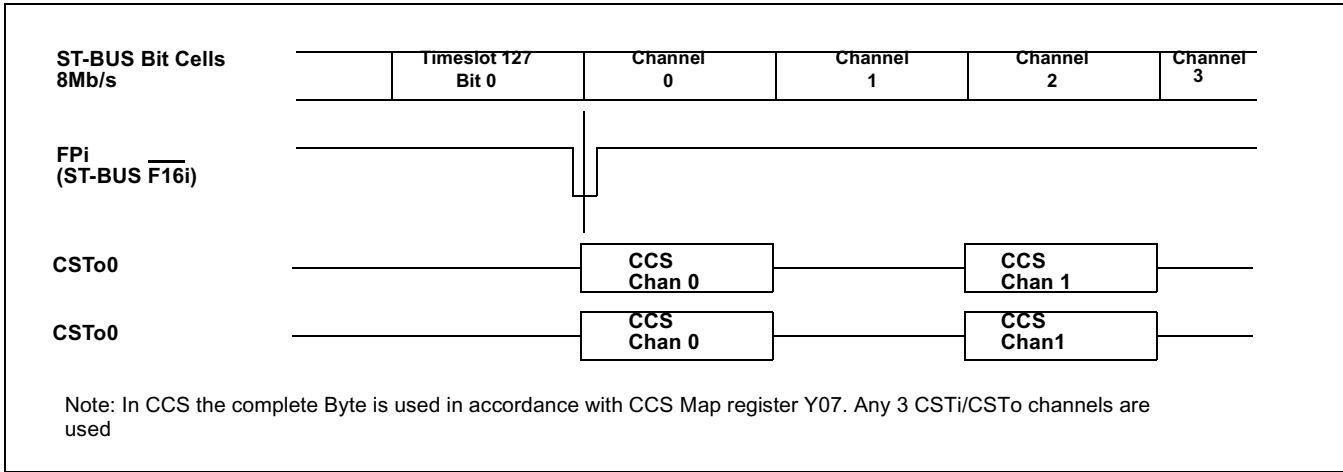 ST-BUS Bit Cells
8Mb/s
Timeslot 127
Bit 0
Channel
0
Channel
1
Channel
2
Channel
3
FPi
(ST-BUS F16i)
CSTo0
CCS
Chan 0
CCS
Chan 1
CSTo0
CCS
Chan 0
CCS
Chan1
Note: In CCS the complete Byte is used in accordance with CCS Map register Y07. Any 3 CSTi/CSTo channels are
used